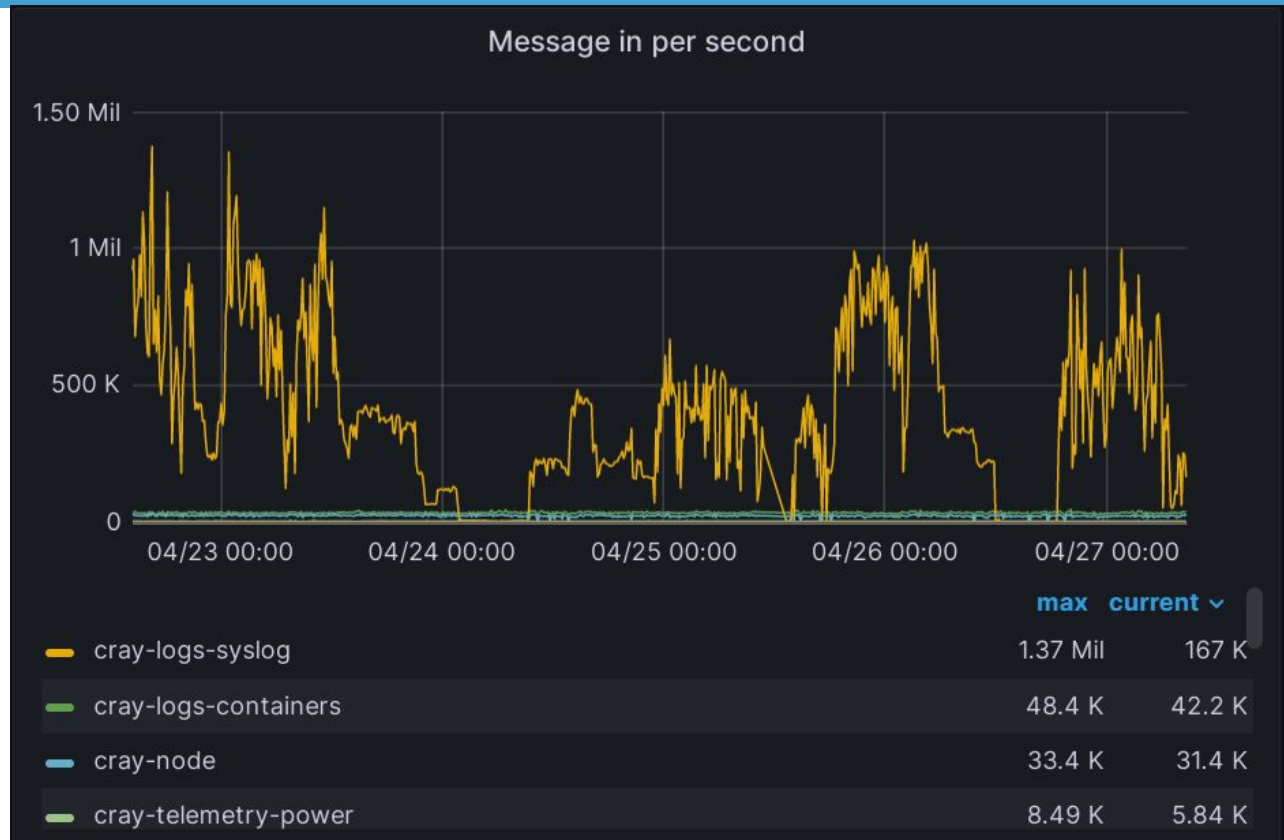 Message in per second
1.50 Mil
1 Mil
500 K
0
04/23 00:00 04/24 00:00 04/25 00:00 04/26 00:00 04/27 00:00
max current
cray-logs-syslog 1.37 Mil 167 K
cray-logs-containers 48.4 K 42.2 K
cray-node 33.4 K 31.4 K
cray-telemetry-power 8.49 K 5.84 K